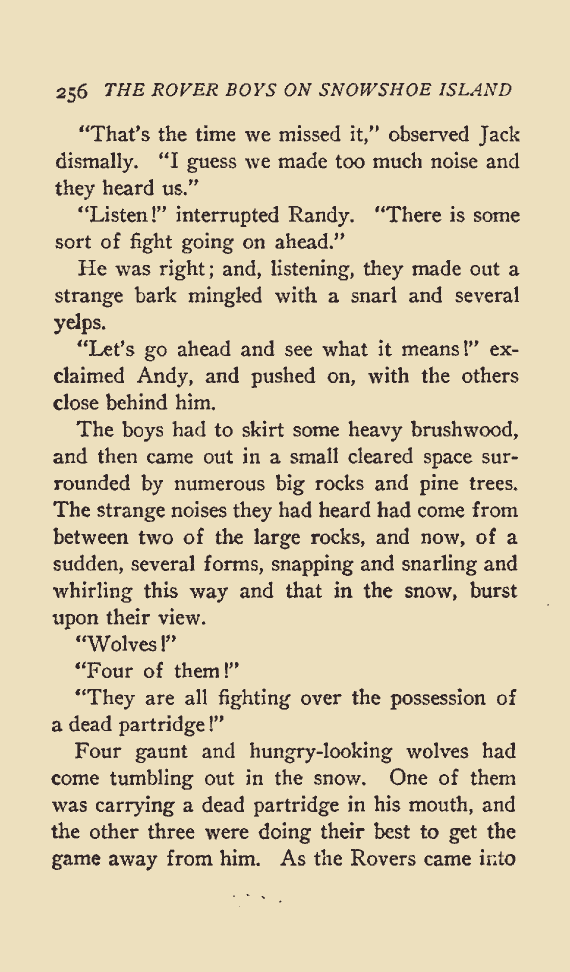 256 THE ROVER BOYS ON SNOWSHOE ISLAND
"That's the time we missed it," observed Jack
dismally. "I guess we made too much noise and
they heard us."
"Listen!" interrupted Randy. "There is some
sort of fight going on ahead."
He was right; and, listening, they made out a
strange bark mingled with a snarl and several
yelps.
"Let's go ahead and see what it means!" ex-
claimed Andy, and pushed on, with the others
close behind him.
The boys had to skirt some heavy brushwood,
and then came out in a small cleared space sur-
rounded by numerous big rocks and pine trees.
The strange noises they had heard had come from
between two of the large rocks, and now, of a
sudden, several forms, snapping and snarling and
whirling this way and that in the snow, burst
upon their view.
"Wolves!"
"Four of them!"
"They are all fighting over the possession of
a dead partridge!"
Four gaunt and hungry-looking wolves had
come tumbling out in the snow. One of them
was carrying a dead partridge in his mouth, and
the other three were doing their best to get the
game away from him. As the Rovers came into